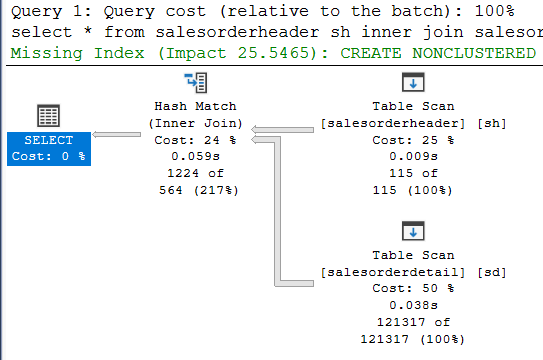 Query 1: Query cost (relative to the batch): 100%
select * from salesorderheader sh inner join salesor
Missing Index (Impact 25.5465): CREATE NONCLUSTERED
SELECT
Cost: 0 %
Hash Match
(Inner Join)
Cost: 24 %
0.059s
1224 of
564 (217%)
Table Scan
[salesorderheader] [sh]
Cost: 25 %
0.009s
115 of
115 (100%)
Table Scan
[salesorderdetail] [sd]
Cost: 50 %
0.038s
121317 of
121317 (100%)